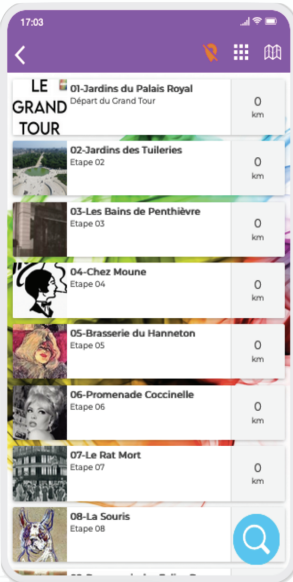 17:03
LE
GRAND
TOUR
01-Jardins du Palais Royal
Départ du Grand Tour
0
km
02-Jardins des Tuileries
Etape 02
0
km
03-Les Bains de Penthièvre
Etape 03
0
km
04-Chez Moune
Etape 04
0
km
05-Brasserie du Hanneton
Etape 05
0
km
06-Promenade Coccinelle
Etape 06
0
km
07-Le Rat Mort
Etape 07
0
km
08-La Souris
Etape 08